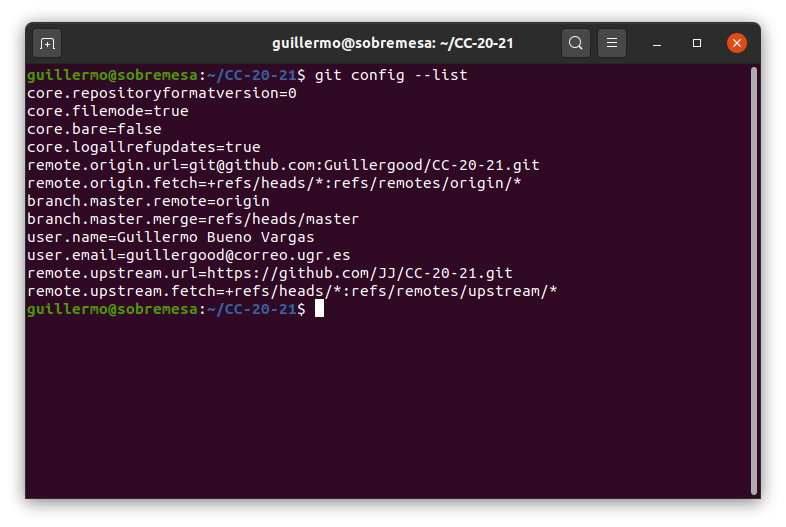 guillermo@sobremesa: ~/CC-20-21
guillermo@sobremesa:~/CC-20-21$ git config --list
core.repositoryformatversion=0
core.filemode=true
core.bare=false
core.logallrefupdates=true
remote.origin.url=git@github.com:Guillergood/CC-20-21.git
remote.origin.fetch=+refs/heads/*:refs/remotes/origin/*
branch.master.remote=origin
branch.master.merge=refs/heads/master
user.name=Guillermo Bueno Vargas
user.email=guillergood@correo.ugr.es
remote.upstream.url=https://github.com/JJ/CC-20-21.git
remote.upstream.fetch=+refs/heads/*:refs/remotes/upstream/*
guillermo@sobremesa:~/CC-20-21$